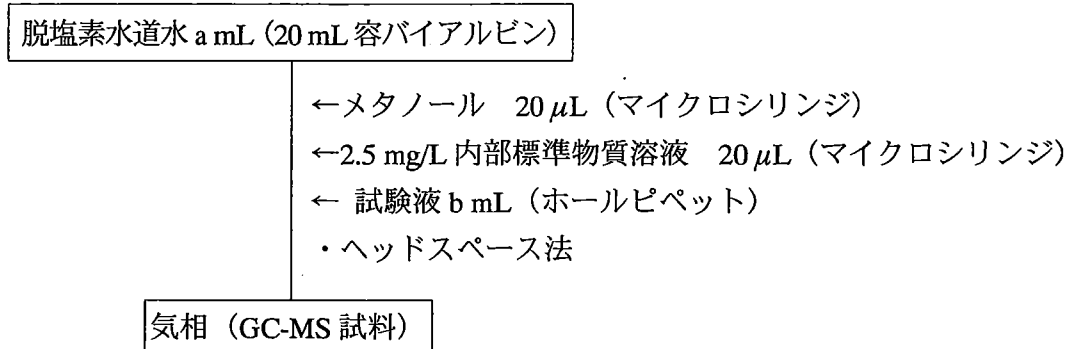 脱塩素水道水 a mL（20 mL 容バイアルビン）
←メタノール　20 μL（マイクロシリンジ）
←2.5 mg/L 内部標準物質溶液　20 μL（マイクロシリンジ）
← 試験液 b mL（ホールピペット）
・ヘッドスペース法
気相（GC-MS 試料）